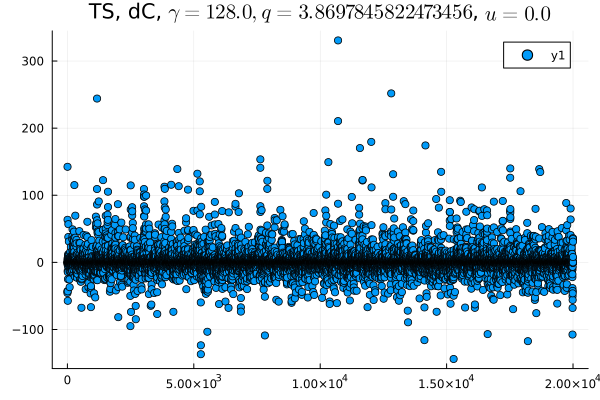 TS, dC, γ = 128.0, q = 3.8697845822473456, u = 0.0
y1
300
200
100
0
−100
0 5.00×10³ 1.00×10⁴ 1.50×10⁴ 2.00×10⁴